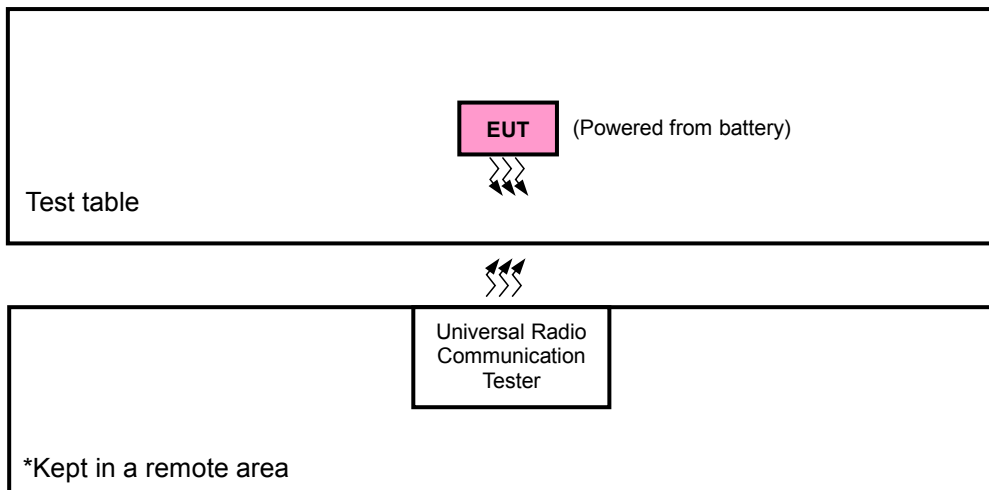 EUT
(Powered from battery)
Test table
Universal Radio
Communication
Tester
*Kept in a remote area